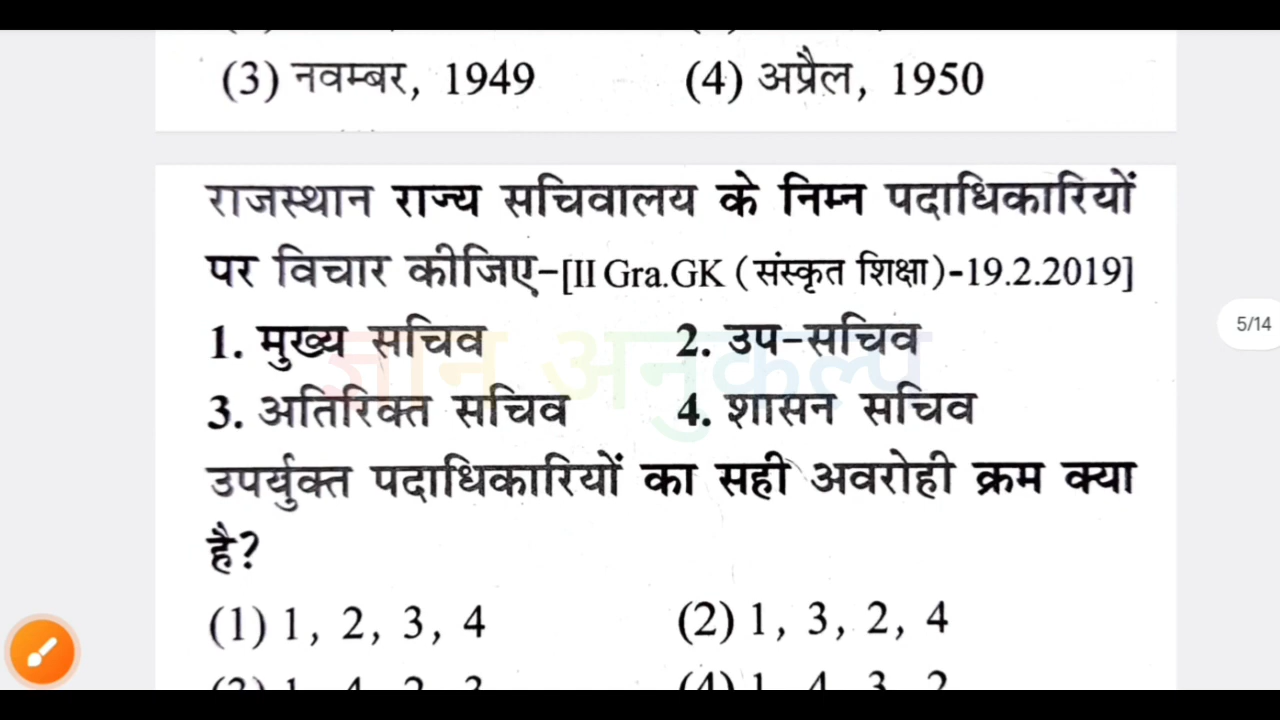 (3) नवम्बर, 1949 (4) अप्रैल, 1950
राजस्थान राज्य सचिवालय के निम्न पदाधिकारियों
पर विचार कीजिए-[II Gra.GK (संस्कृत शिक्षा)-19.2.2019]
1. मुख्य सचिव 2. उप-सचिव
ज्ञान अनुकल्प
3. अतिरिक्त सचिव 4. शासन सचिव
उपर्युक्त पदाधिकारियों का सही अवरोही क्रम क्या
है?
(1) 1, 2, 3, 4 (2) 1, 3, 2, 4
5/14